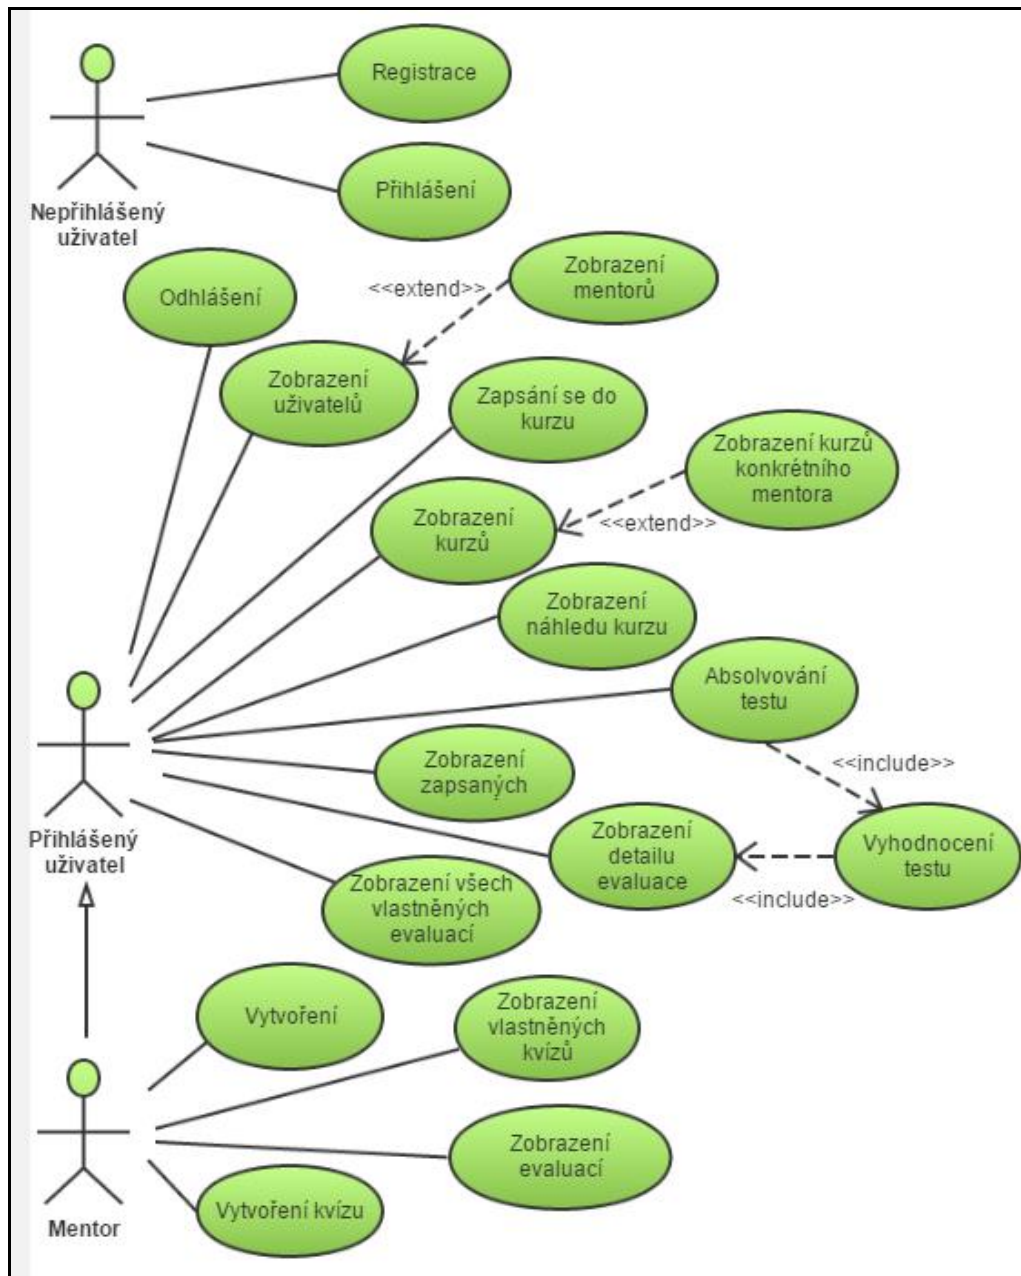 Registrace
Přihlášení
Nepřihlášený
uživatel
Odhlášení
<<extend>>
Zobrazení
mentorů
Zobrazení
uživatelů
Zapsání se do
kurzu
Zobrazení kurzů
konkrétního
mentora
Zobrazení
kurzů
<<extend>>
Zobrazení
náhledu kurzu
Absolvování
testu
Zobrazení
zapsaných
<<include>>
Přihlášený
uživatel
Zobrazení
detailu
evaluace
Vyhodnocení
testu
<<include>>
Zobrazení všech
vlastněných
evaluací
Vytvoření
Zobrazení
vlastněných
kvízů
Zobrazení
evaluací
Vytvoření kvízu
Mentor